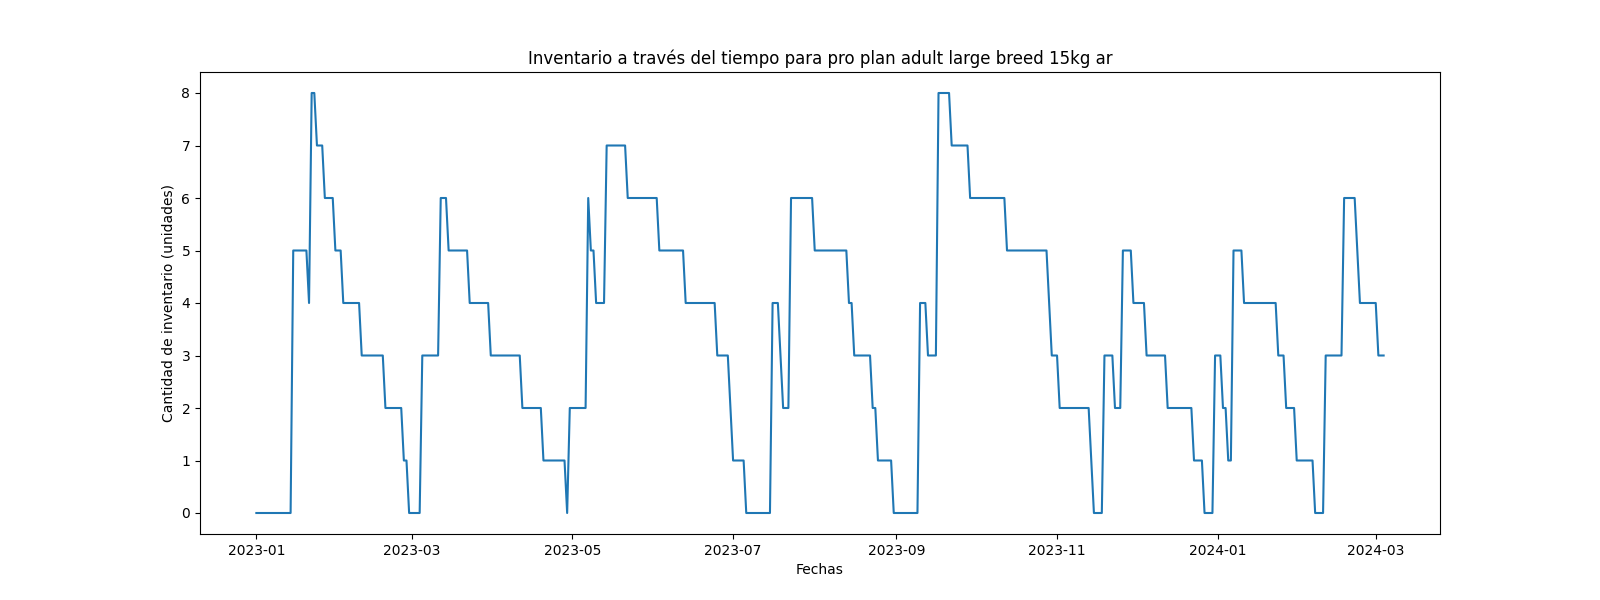 Inventario a través del tiempo para pro plan adult large breed 15kg ar
Cantidad de inventario (unidades)
8
7
6
5
4
3
2
1
0
2023-01 2023-03 2023-05 2023-07 2023-09 2023-11 2024-01 2024-03
Fechas